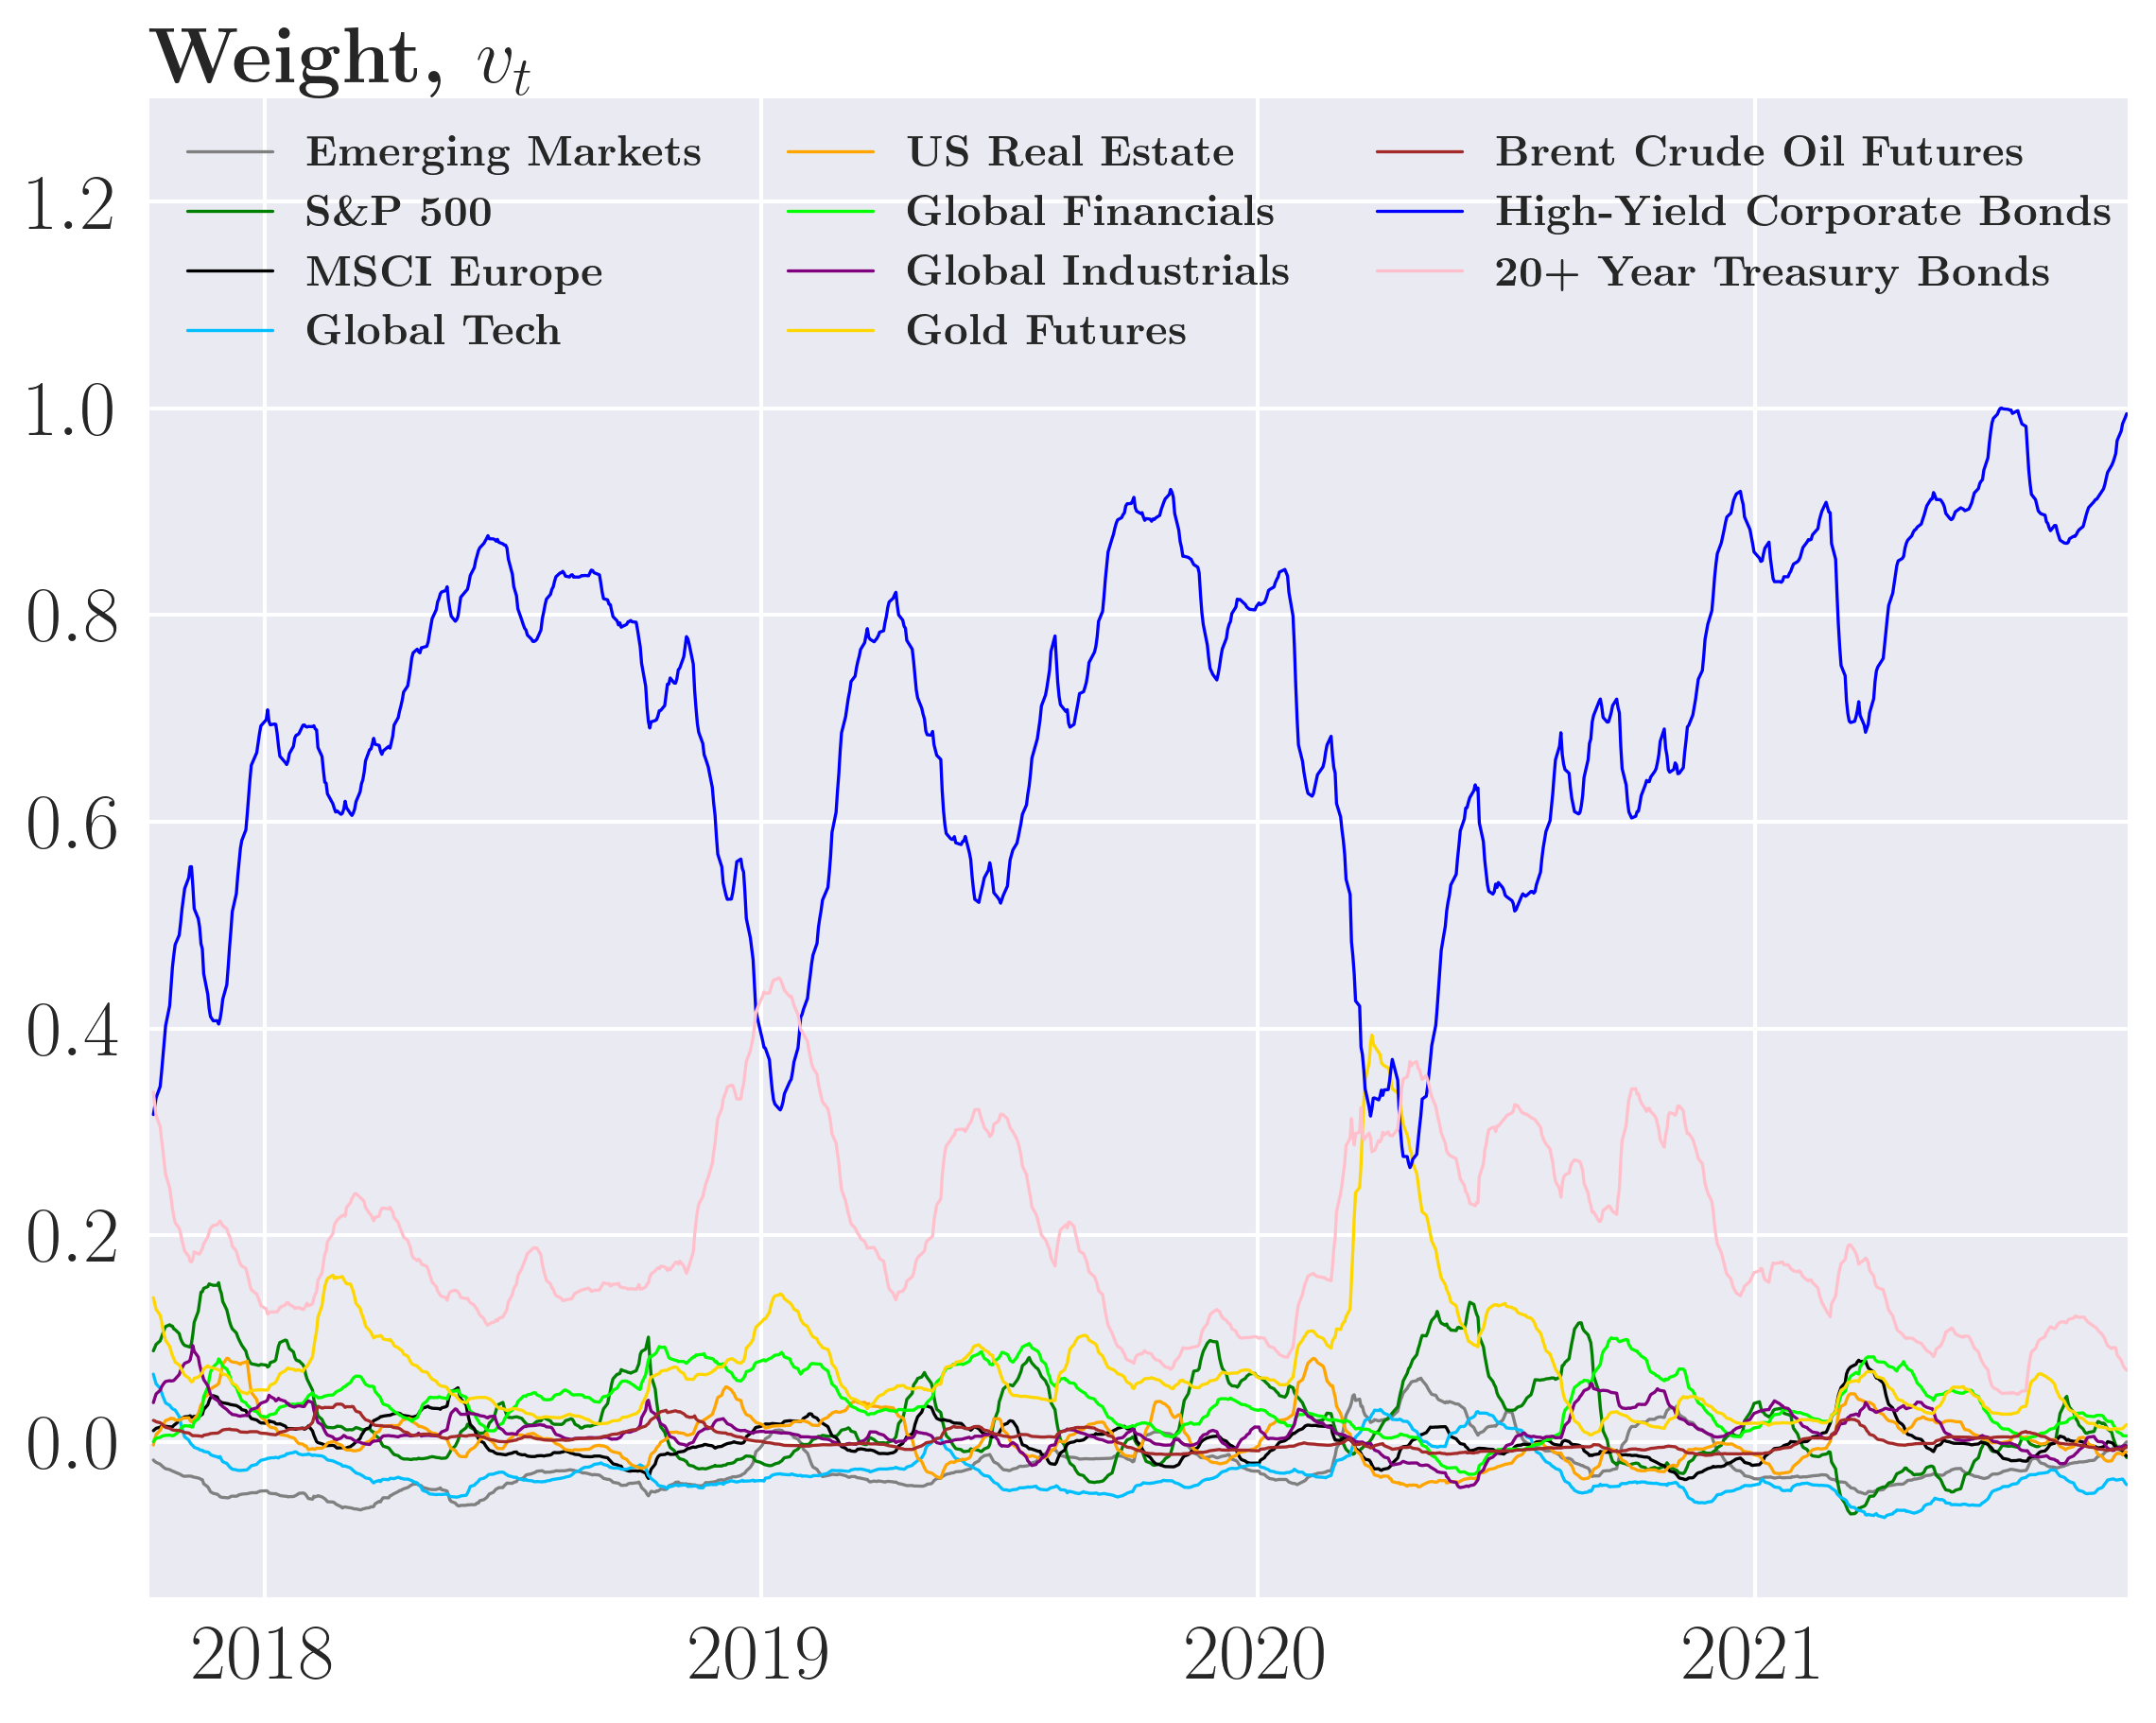 Weight, v_t
Emerging Markets
S&P 500
MSCI Europe
Global Tech
US Real Estate
Global Financials
Global Industrials
Gold Futures
Brent Crude Oil Futures
High-Yield Corporate Bonds
20+ Year Treasury Bonds
1.2
1.0
0.8
0.6
0.4
0.2
0.0
2018 2019 2020 2021